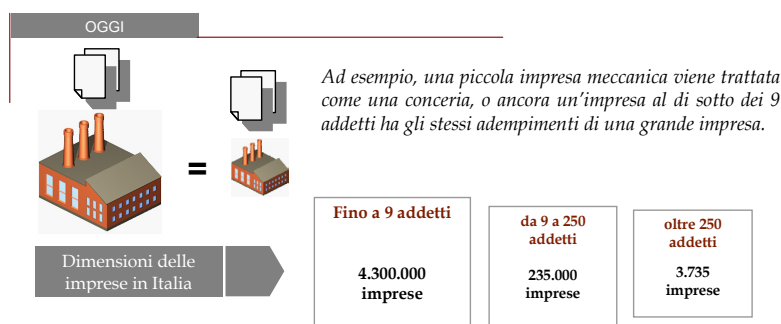 OGGI
Ad esempio, una piccola impresa meccanica viene trattata
come una conceria, o ancora un'impresa al di sotto dei 9
addetti ha gli stessi adempimenti di una grande impresa.
=
Dimensioni delle
imprese in Italia
Fino a 9 addetti
4.300.000
imprese
da 9 a 250
addetti
235.000
imprese
oltre 250
addetti
3.735
imprese